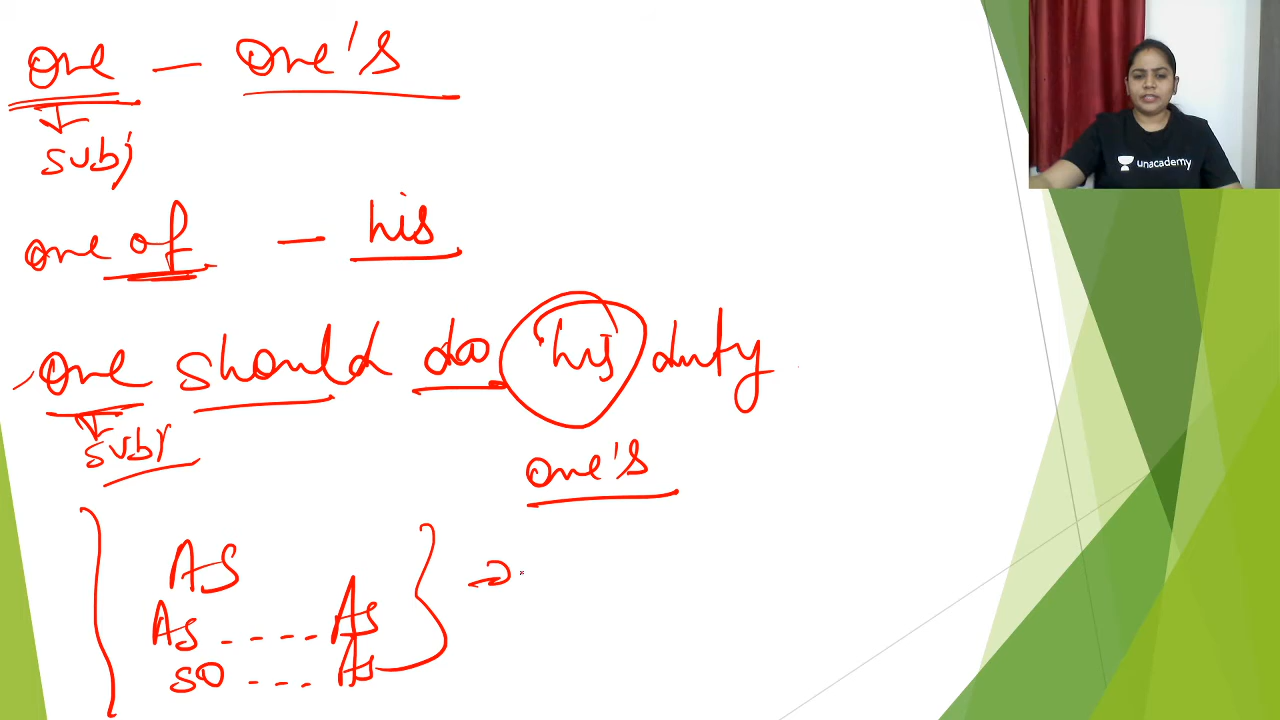 one — one's
subj
one of — his
one should do his duty
subj
one's
As
As ---- As
so --- As
unacademy